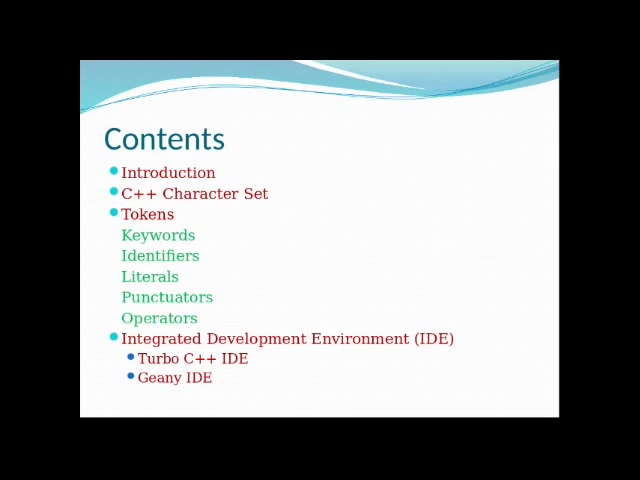 Contents
Introduction
C++ Character Set
Tokens
Keywords
Identifiers
Literals
Punctuators
Operators
Integrated Development Environment (IDE)
Turbo C++ IDE
Geany IDE